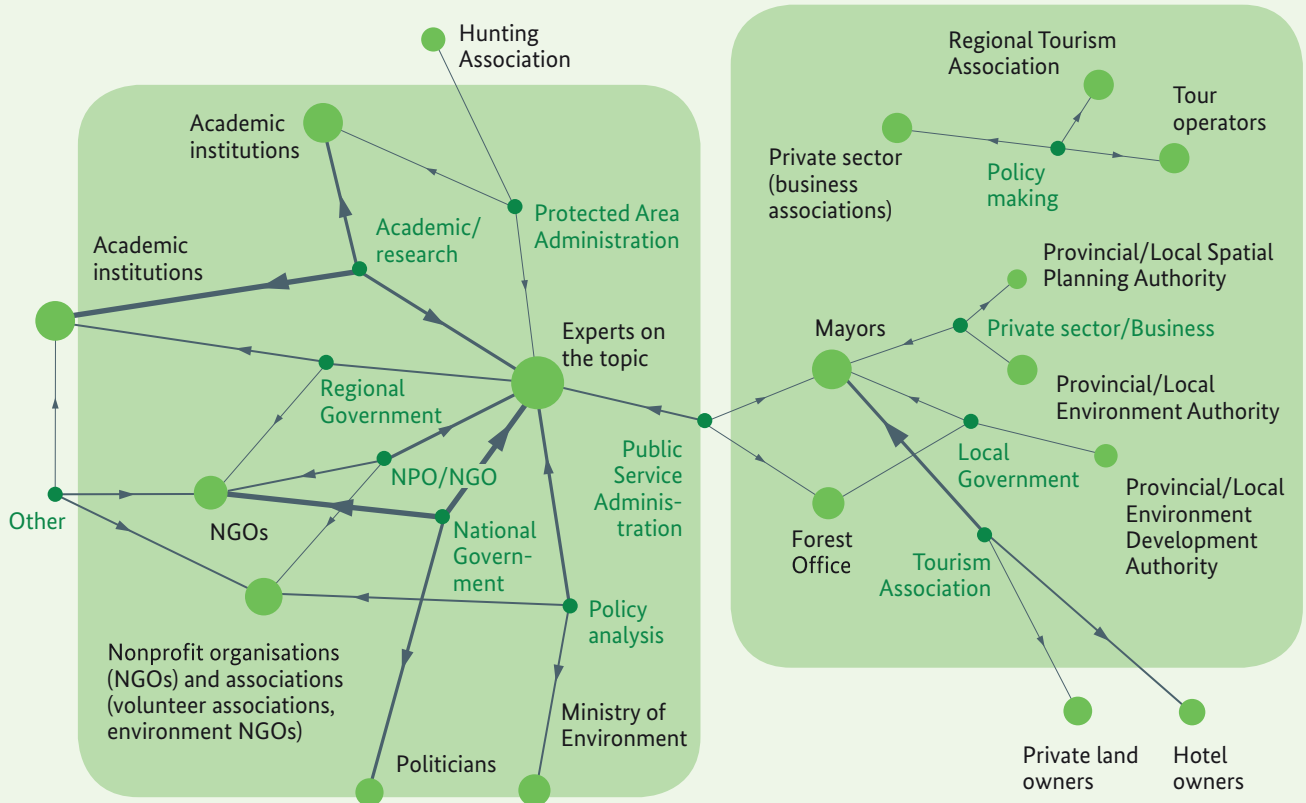 Hunting
Association
Academic
institutions
Protected Area
Administration
Academic/
research
Academic
institutions
Experts on
the topic
Regional
Government
NPO/NGO
Other
NGOs
National
Govern-
ment
Public
Service
Adminis-
tration
Policy
analysis
Nonprofit organisations
(NGOs) and associations
(volunteer associations,
environment NGOs)
Politicians
Ministry of
Environment
Regional Tourism
Association
Tour
operators
Private sector
(business
associations)
Policy
making
Provincial/Local Spatial
Planning Authority
Mayors
Private sector/Business
Provincial/Local
Environment Authority
Local
Government
Forest
Office
Provincial/Local
Environment
Development
Authority
Tourism
Association
Private land
owners
Hotel
owners